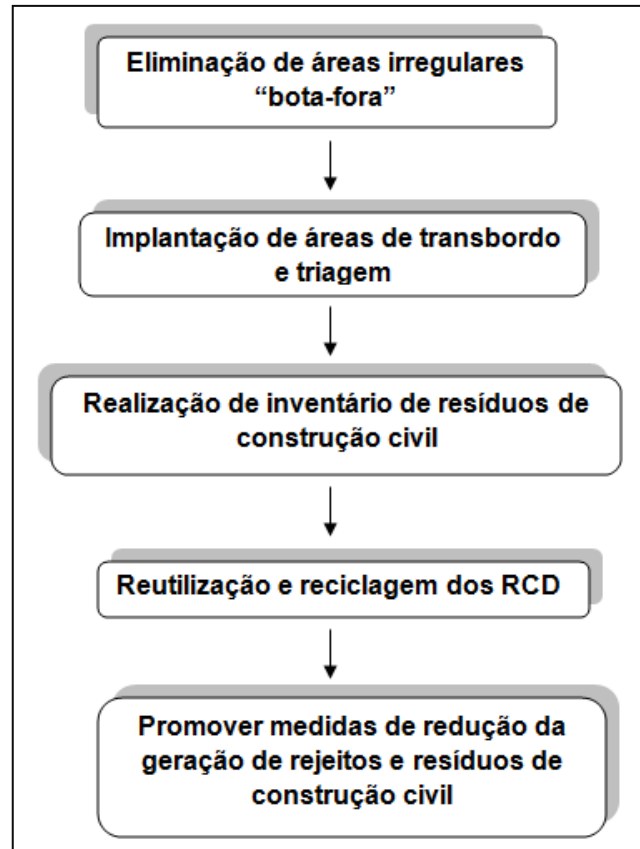 Eliminação de áreas irregulares
“bota-fora”
Implantação de áreas de transbordo
e triagem
Realização de inventário de resíduos de
construção civil
Reutilização e reciclagem dos RCD
Promover medidas de redução da
geração de rejeitos e resíduos de
construção civil